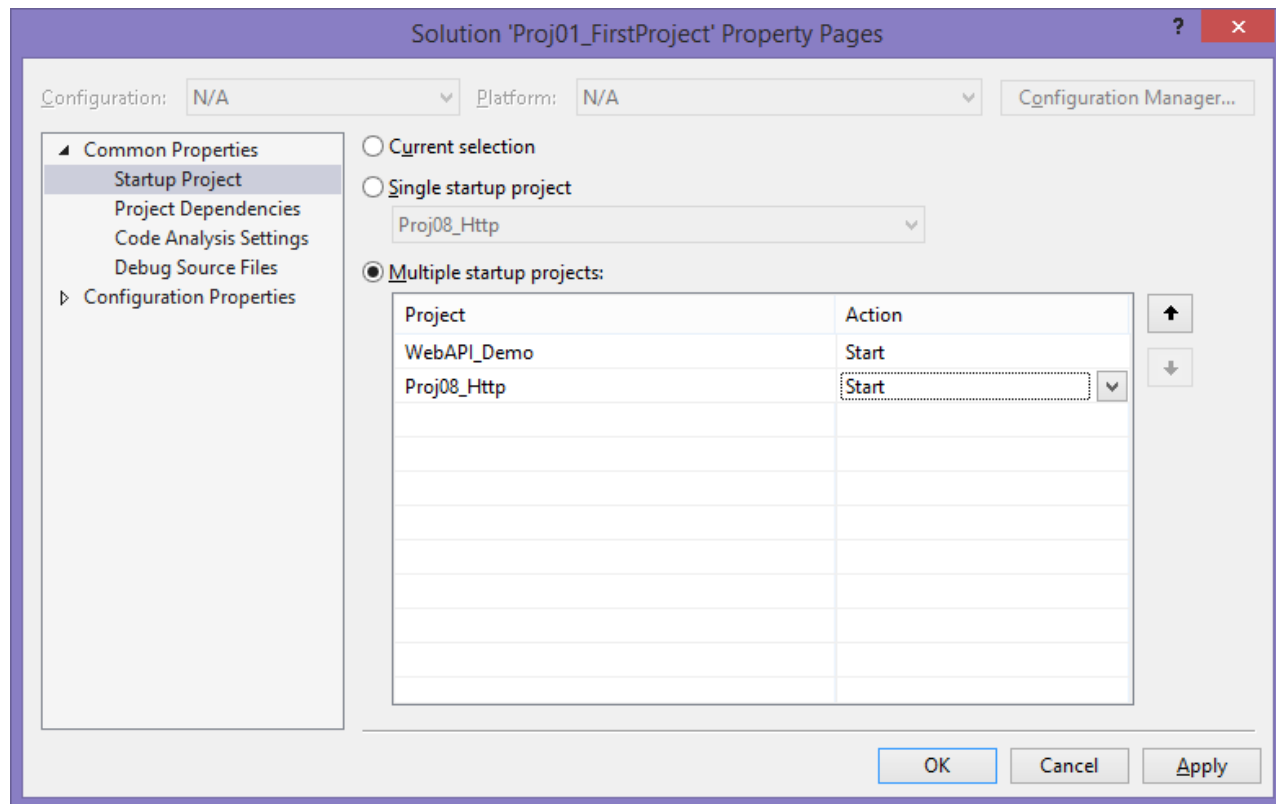 Solution 'Proj01_FirstProject' Property Pages
?
Configuration: N/A Platform: N/A Configuration Manager...
Common Properties
Startup Project
Project Dependencies
Code Analysis Settings
Debug Source Files
Configuration Properties
Current selection
Single startup project
Proj08_Http
Multiple startup projects:
Project Action
WebAPI_Demo Start
Proj08_Http Start
OK Cancel Apply